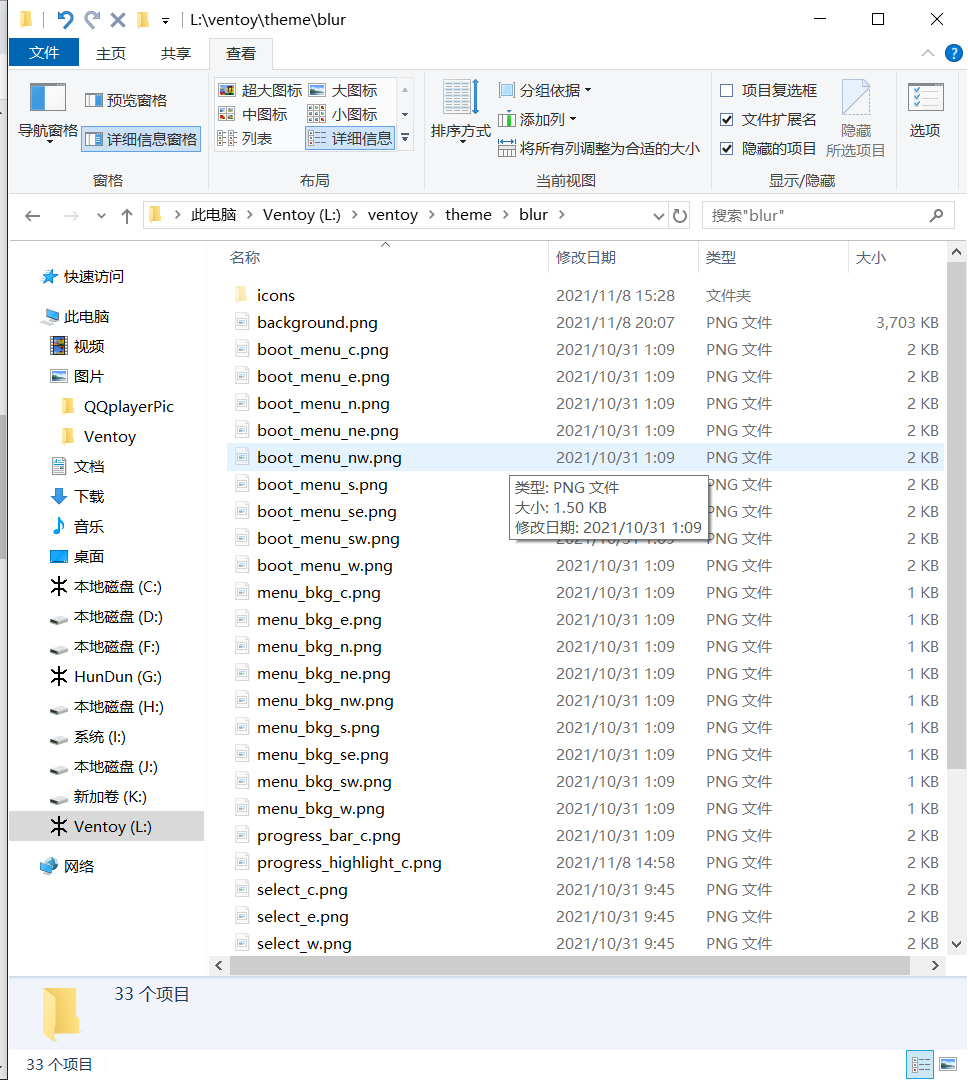 L:\ventoy\theme\blur
文件 主页 共享 查看
导航窗格
预览窗格
详细信息窗格
窗格
超大图标 大图标
中图标 小图标
列表 详细信息
布局
排序方式
分组依据
添加列
将所有列调整为合适的大小
当前视图
项目复选框
文件扩展名
隐藏的项目
隐藏
所选项目
显示/隐藏
选项
此电脑 Ventoy (L:) ventoy theme blur
搜索"blur"
快速访问
此电脑
视频
图片
QQplayerPic
Ventoy
文档
下载
音乐
桌面
本地磁盘 (C:)
本地磁盘 (D:)
本地磁盘 (F:)
HunDun (G:)
本地磁盘 (H:)
系统 (I:)
本地磁盘 (J:)
新加卷 (K:)
Ventoy (L:)
网络
名称 修改日期 类型 大小
icons 2021/11/8 15:28 文件夹
background.png 2021/11/8 20:07 PNG 文件 3,703 KB
boot_menu_c.png 2021/10/31 1:09 PNG 文件 2 KB
boot_menu_e.png 2021/10/31 1:09 PNG 文件 2 KB
boot_menu_n.png 2021/10/31 1:09 PNG 文件 2 KB
boot_menu_ne.png 2021/10/31 1:09 PNG 文件 2 KB
boot_menu_nw.png 2021/10/31 1:09 PNG 文件 2 KB
boot_menu_s.png PNG 文件 2 KB
boot_menu_se.png PNG 文件 2 KB
boot_menu_sw.png 2021/10/31 1:09 PNG 文件 2 KB
类型: PNG 文件
大小: 1.50 KB
修改日期: 2021/10/31 1:09
boot_menu_w.png 2021/10/31 1:09 PNG 文件 2 KB
menu_bkg_c.png 2021/10/31 1:09 PNG 文件 1 KB
menu_bkg_e.png 2021/10/31 1:09 PNG 文件 1 KB
menu_bkg_n.png 2021/10/31 1:09 PNG 文件 1 KB
menu_bkg_ne.png 2021/10/31 1:09 PNG 文件 1 KB
menu_bkg_nw.png 2021/10/31 1:09 PNG 文件 1 KB
menu_bkg_s.png 2021/10/31 1:09 PNG 文件 1 KB
menu_bkg_se.png 2021/10/31 1:09 PNG 文件 1 KB
menu_bkg_sw.png 2021/10/31 1:09 PNG 文件 1 KB
menu_bkg_w.png 2021/10/31 1:09 PNG 文件 1 KB
progress_bar_c.png 2021/10/31 1:09 PNG 文件 2 KB
progress_highlight_c.png 2021/11/8 14:58 PNG 文件 2 KB
select_c.png 2021/10/31 9:45 PNG 文件 2 KB
select_e.png 2021/10/31 9:45 PNG 文件 2 KB
select_w.png 2021/10/31 9:45 PNG 文件 2 KB
33 个项目
33 个项目